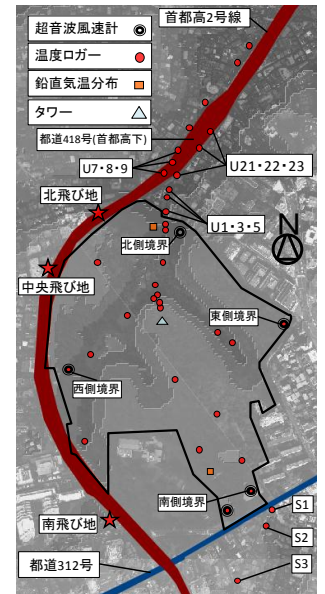 首都高2号線
超音波風速計
温度ロガー
鉛直気温分布
タワー
都道418号(首都高下)
U7・8・9
U21・22・23
北飛び地
U1・3・5
N
北側境界
中央飛び地
東側境界
西側境界
南側境界
S1
南飛び地
S2
都道312号
S3